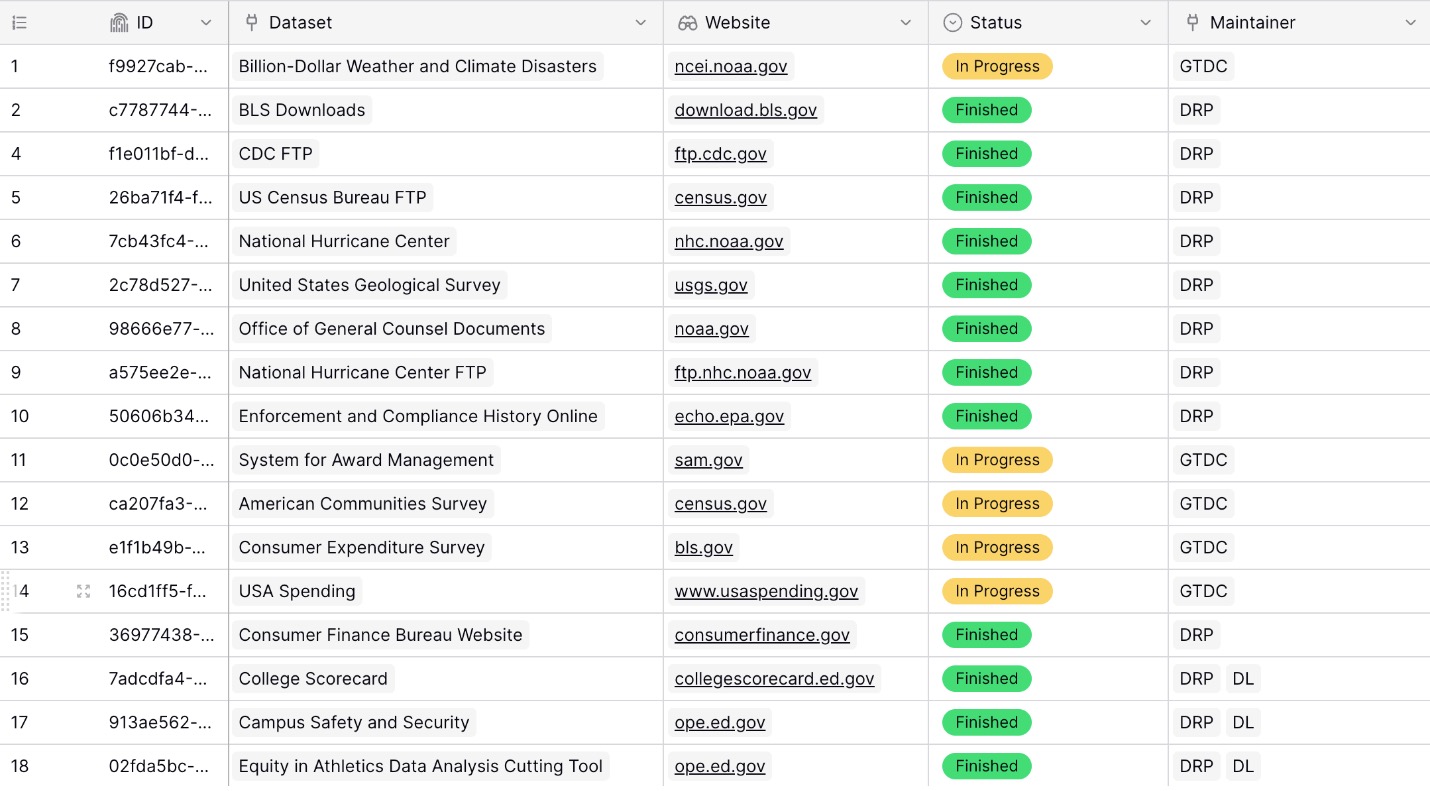 ID Dataset Website Status Maintainer
1 f9927cab-... Billion-Dollar Weather and Climate Disasters ncei.noaa.gov In Progress GTDC
2 c7787744-... BLS Downloads download.bls.gov Finished DRP
4 f1e011bf-d... CDC FTP ftp.cdc.gov Finished DRP
5 26ba71f4-f... US Census Bureau FTP census.gov Finished DRP
6 7cb43fc4-... National Hurricane Center nhc.noaa.gov Finished DRP
7 2c78d527-... United States Geological Survey usgs.gov Finished DRP
8 98666e77-... Office of General Counsel Documents noaa.gov Finished DRP
9 a575ee2e-... National Hurricane Center FTP ftp.nhc.noaa.gov Finished DRP
10 50606b34... Enforcement and Compliance History Online echo.epa.gov Finished DRP
11 0c0e50d0-... System for Award Management sam.gov In Progress GTDC
12 ca207fa3-... American Communities Survey census.gov In Progress GTDC
13 e1f1b49b-... Consumer Expenditure Survey bls.gov In Progress GTDC
14 16cd1ff5-f... USA Spending www.usaspending.gov In Progress GTDC
15 36977438-... Consumer Finance Bureau Website consumerfinance.gov Finished DRP
16 7adcdfa4-... College Scorecard collegescorecard.ed.gov Finished DRP DL
17 913ae562-... Campus Safety and Security ope.ed.gov Finished DRP DL
18 02fda5bc-... Equity in Athletics Data Analysis Cutting Tool ope.ed.gov Finished DRP DL